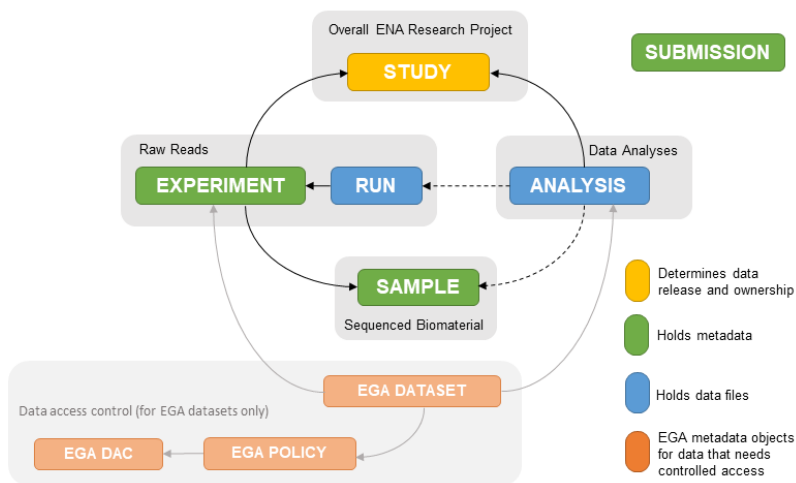 Overall ENA Research Project
STUDY
SUBMISSION
Raw Reads
EXPERIMENT
RUN
Data Analyses
ANALYSIS
SAMPLE
Sequenced Biomaterial
Determines data
release and ownership
Holds metadata
Holds data files
EGA metadata objects
for data that needs
controlled access
EGA DATASET
Data access control (for EGA datasets only)
EGA DAC
EGA POLICY